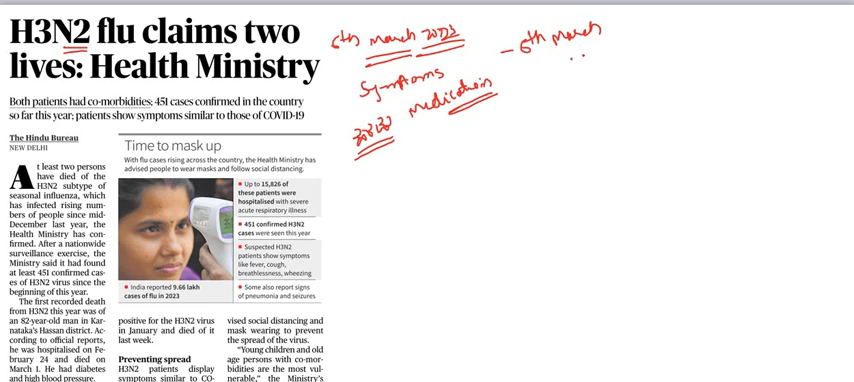 H3N2 flu claims two
lives: Health Ministry
Both patients had co-morbidities; 451 cases confirmed in the country
so far this year; patients show symptoms similar to those of COVID-19
The Hindu Bureau
NEW DELHI
At least two persons
have died of the
H3N2 subtype of
seasonal influenza, which
has infected rising num-
bers of people since mid-
December last year, the
Health Ministry has con-
firmed. After a nationwide
surveillance exercise, the
Ministry said it had found
at least 451 confirmed cas-
es of H3N2 virus since the
beginning of this year.
The first recorded death
from H3N2 this year was of
an 82-year-old man in Kar-
nataka's Hassan district. Ac-
cording to official reports,
he was hospitalised on Fe-
bruary 24 and died on
March 1. He had diabetes
and high blood pressure.
Time to mask up
With flu cases rising across the country, the Health Ministry has
advised people to wear masks and follow social distancing.
India reported 9.66 lakh
cases of flu in 2023
Up to 15,826 of
these patients were
hospitalised with severe
acute respiratory illness
451 confirmed H3N2
cases were seen this year
Suspected H3N2
patients show symptoms
like fever, cough,
breathlessness, wheezing
Some also report signs
of pneumonia and seizures
positive for the H3N2 virus
in January and died of it
last week.
Preventing spread
H3N2 patients display
symptoms similar to CO-
vised social distancing and
mask wearing to prevent
the spread of the virus.
"Young children and old
age persons with co-mor-
bidities are the most vul-
nerable," the Ministry's
6th march 2023
- 6th March
Symptoms
medication